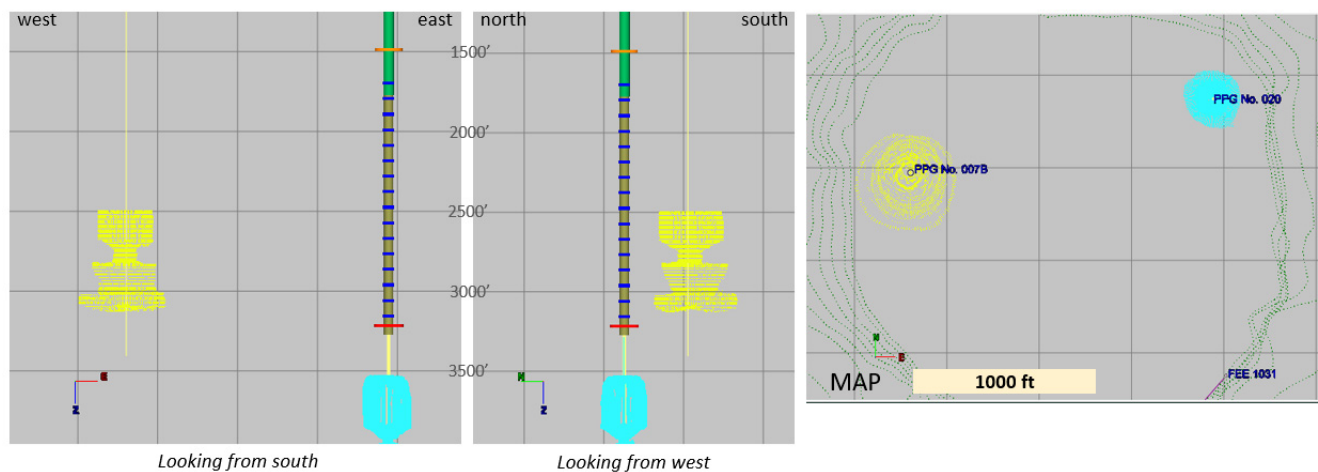 west
east
north
south
1500'
2000'
2500'
3000'
3500'
Z
N
Z
PPG No. 020
PPG No. 007B
N
E
FEE 1031
MAP
1000 ft
Looking from south
Looking from west